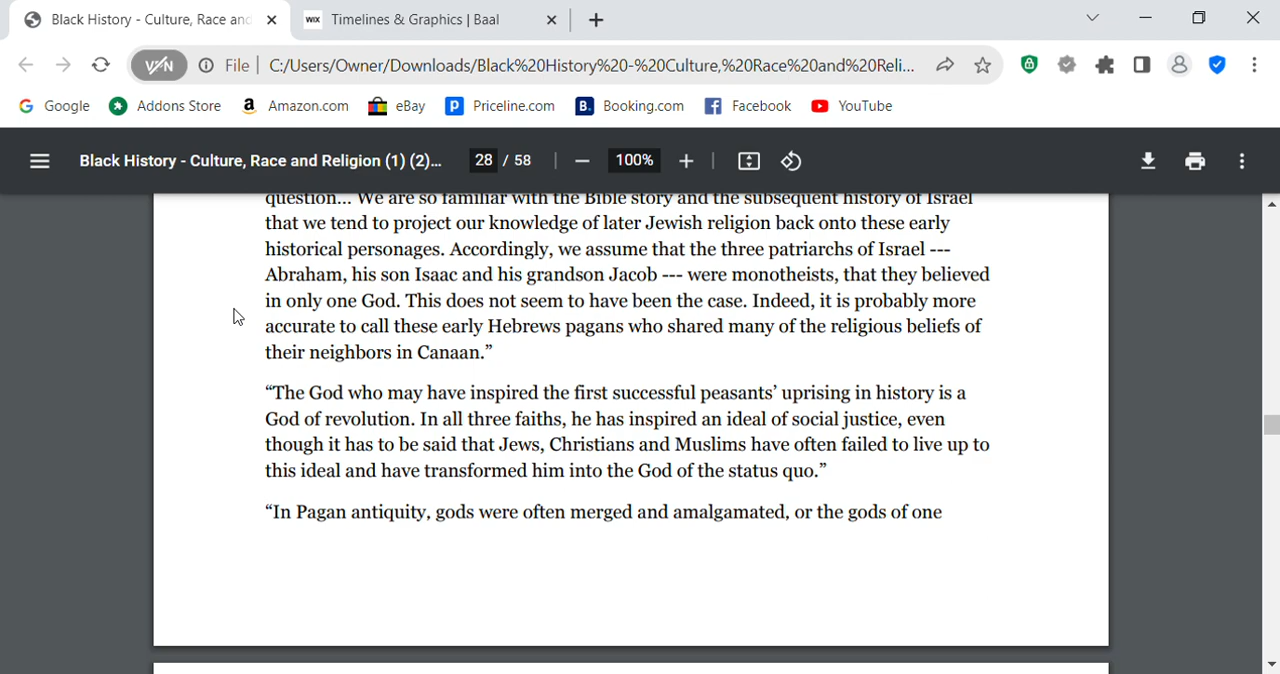 Black History - Culture, Race and
WIX Timelines & Graphics | Baal
VPN File C:/Users/Owner/Downloads/Black%20History%20-%20Culture,%20Race%20and%20Reli...
Google Addons Store Amazon.com eBay Priceline.com Booking.com Facebook YouTube
Black History - Culture, Race and Religion (1) (2)... 28 / 58 100%
question... We are so familiar with the Bible story and the subsequent history of Israel
that we tend to project our knowledge of later Jewish religion back onto these early
historical personages. Accordingly, we assume that the three patriarchs of Israel ---
Abraham, his son Isaac and his grandson Jacob --- were monotheists, that they believed
in only one God. This does not seem to have been the case. Indeed, it is probably more
accurate to call these early Hebrews pagans who shared many of the religious beliefs of
their neighbors in Canaan.”
“The God who may have inspired the first successful peasants’ uprising in history is a
God of revolution. In all three faiths, he has inspired an ideal of social justice, even
though it has to be said that Jews, Christians and Muslims have often failed to live up to
this ideal and have transformed him into the God of the status quo.”
“In Pagan antiquity, gods were often merged and amalgamated, or the gods of one